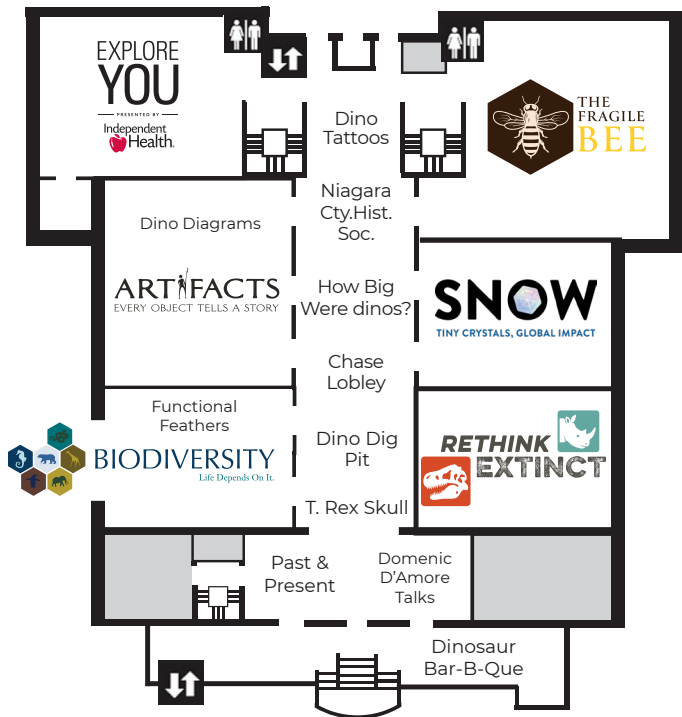 EXPLORE
YOU
PRESENTED BY
Independent
Health.
THE
FRAGILE
BEE
Dino
Tattoos
Niagara
Cty.Hist.
Soc.
Dino Diagrams
ARTIFACTS
EVERY OBJECT TELLS A STORY
How Big
Were dinos?
SNOW
TINY CRYSTALS, GLOBAL IMPACT
Chase
Lobley
Functional
Feathers
BIODIVERSITY
Life Depends On It.
Dino Dig
Pit
RETHINK
EXTINCT
T. Rex Skull
Past &
Present
Domenic
D'Amore
Talks
Dinosaur
Bar-B-Que